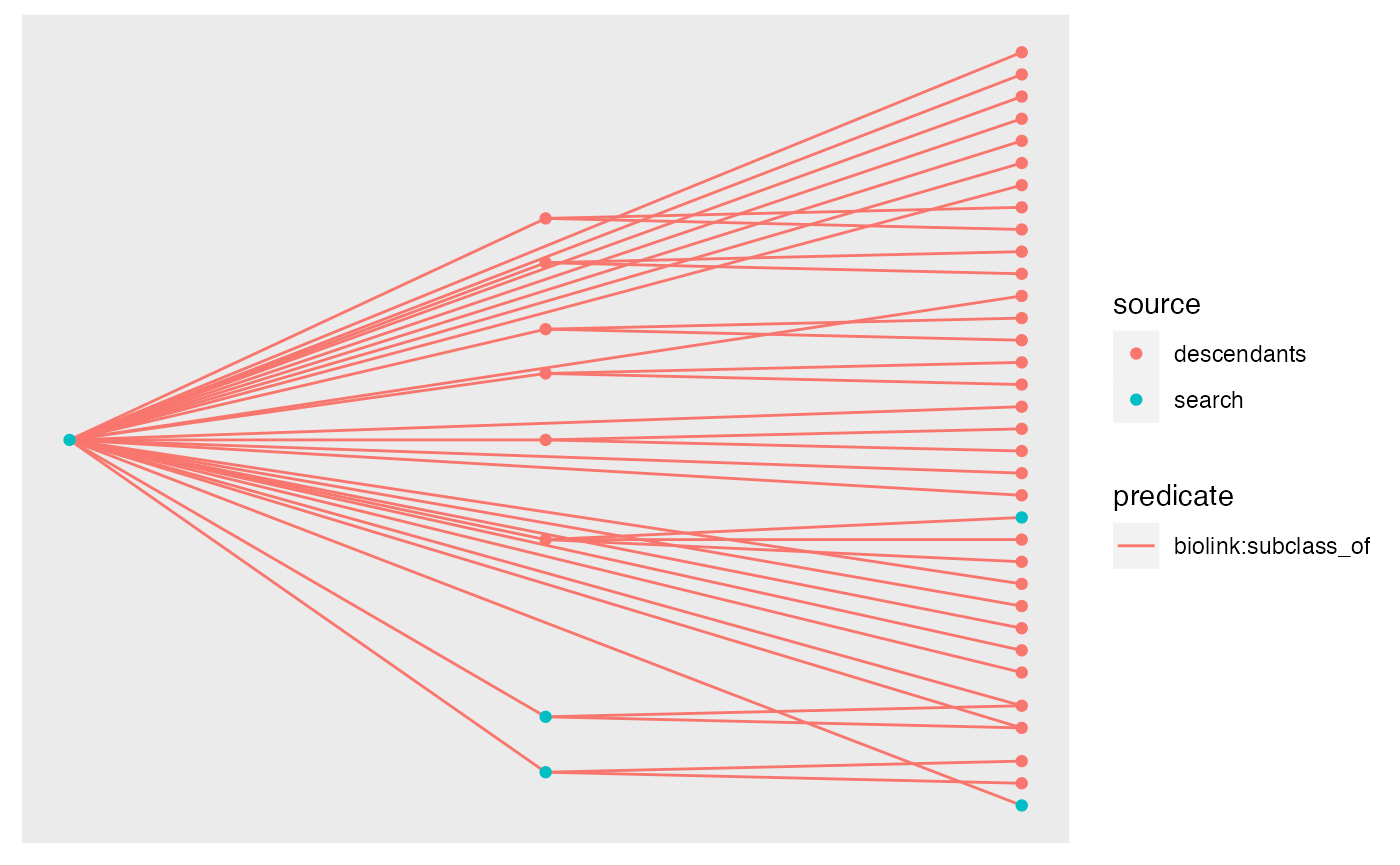 source
descendants
search
predicate
biolink:subclass_of